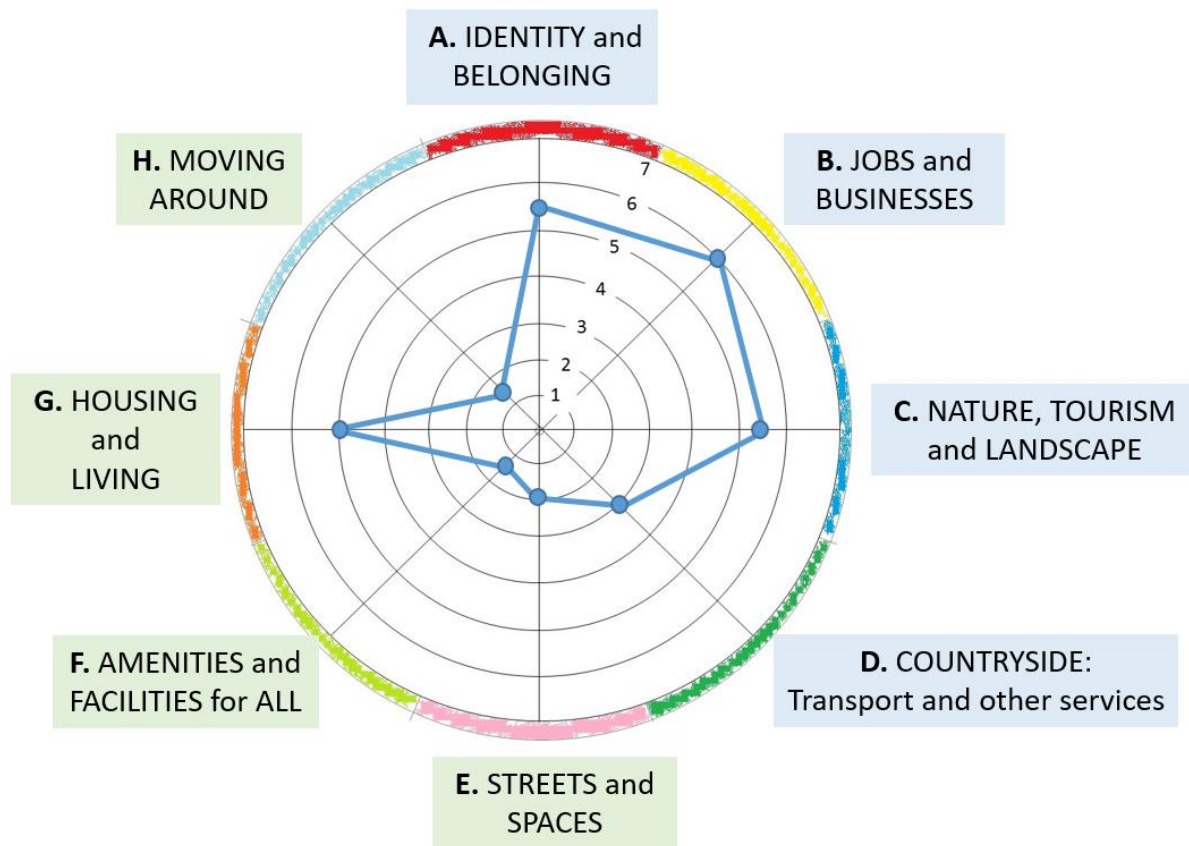 A. IDENTITY and
BELONGING
H. MOVING
AROUND
B. JOBS and
BUSINESSES
7
6
5
4
3
2
1
G. HOUSING
and
LIVING
C. NATURE, TOURISM
and LANDSCAPE
F. AMENITIES and
FACILITIES for ALL
D. COUNTRYSIDE:
Transport and other services
E. STREETS and
SPACES